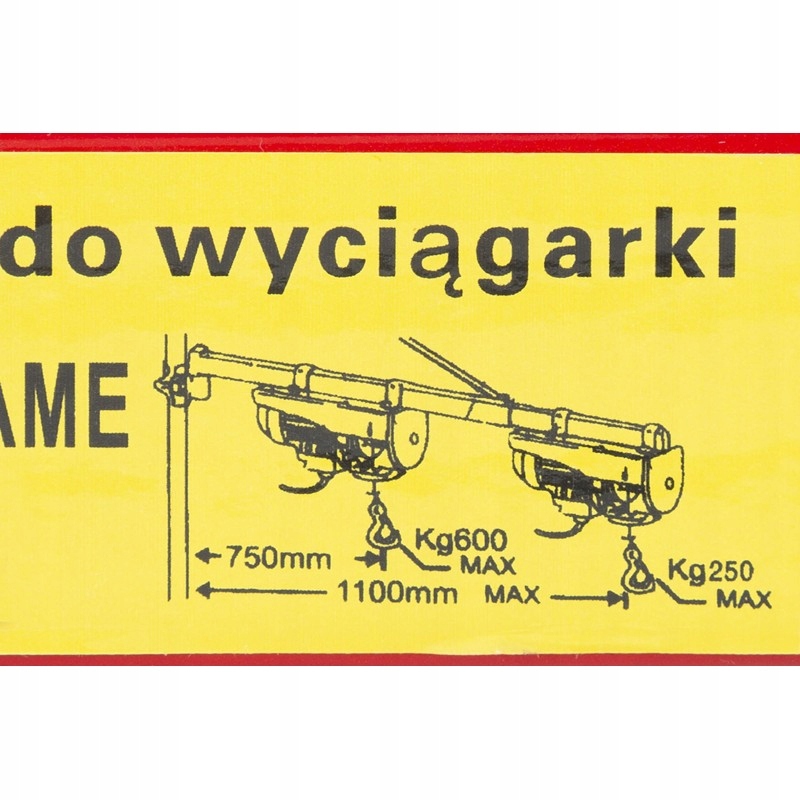 do wyciągarki
AME
Kg600
MAX
750mm
Kg250
MAX
1100mm MAX